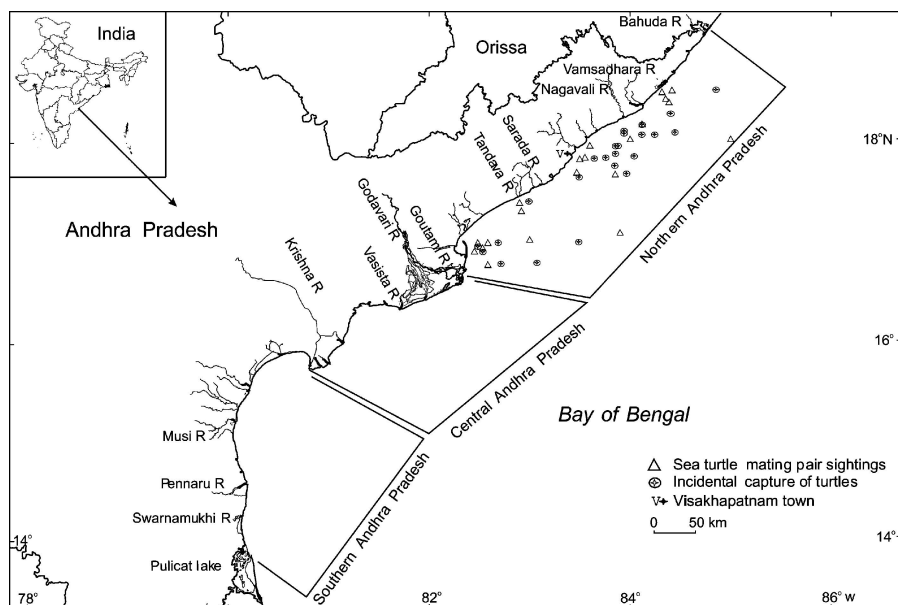 India
Bahuda R
Orissa
Vamsadhara R
Nagavali R
18°N
Sarada R
Tandava R
V
Northern Andhra Pradesh
Andhra Pradesh
Godavari R
Goutami R
Vasista R
Krishna R
16°
Central Andhra Pradesh
Bay of Bengal
Musi R
Sea turtle mating pair sightings
Incidental capture of turtles
V Visakhapatnam town
0 50 km
Pennaru R
Swarnamukhi R
Southern Andhra Pradesh
14°
14°
Pulicat lake
78°
82°
84°
86° w